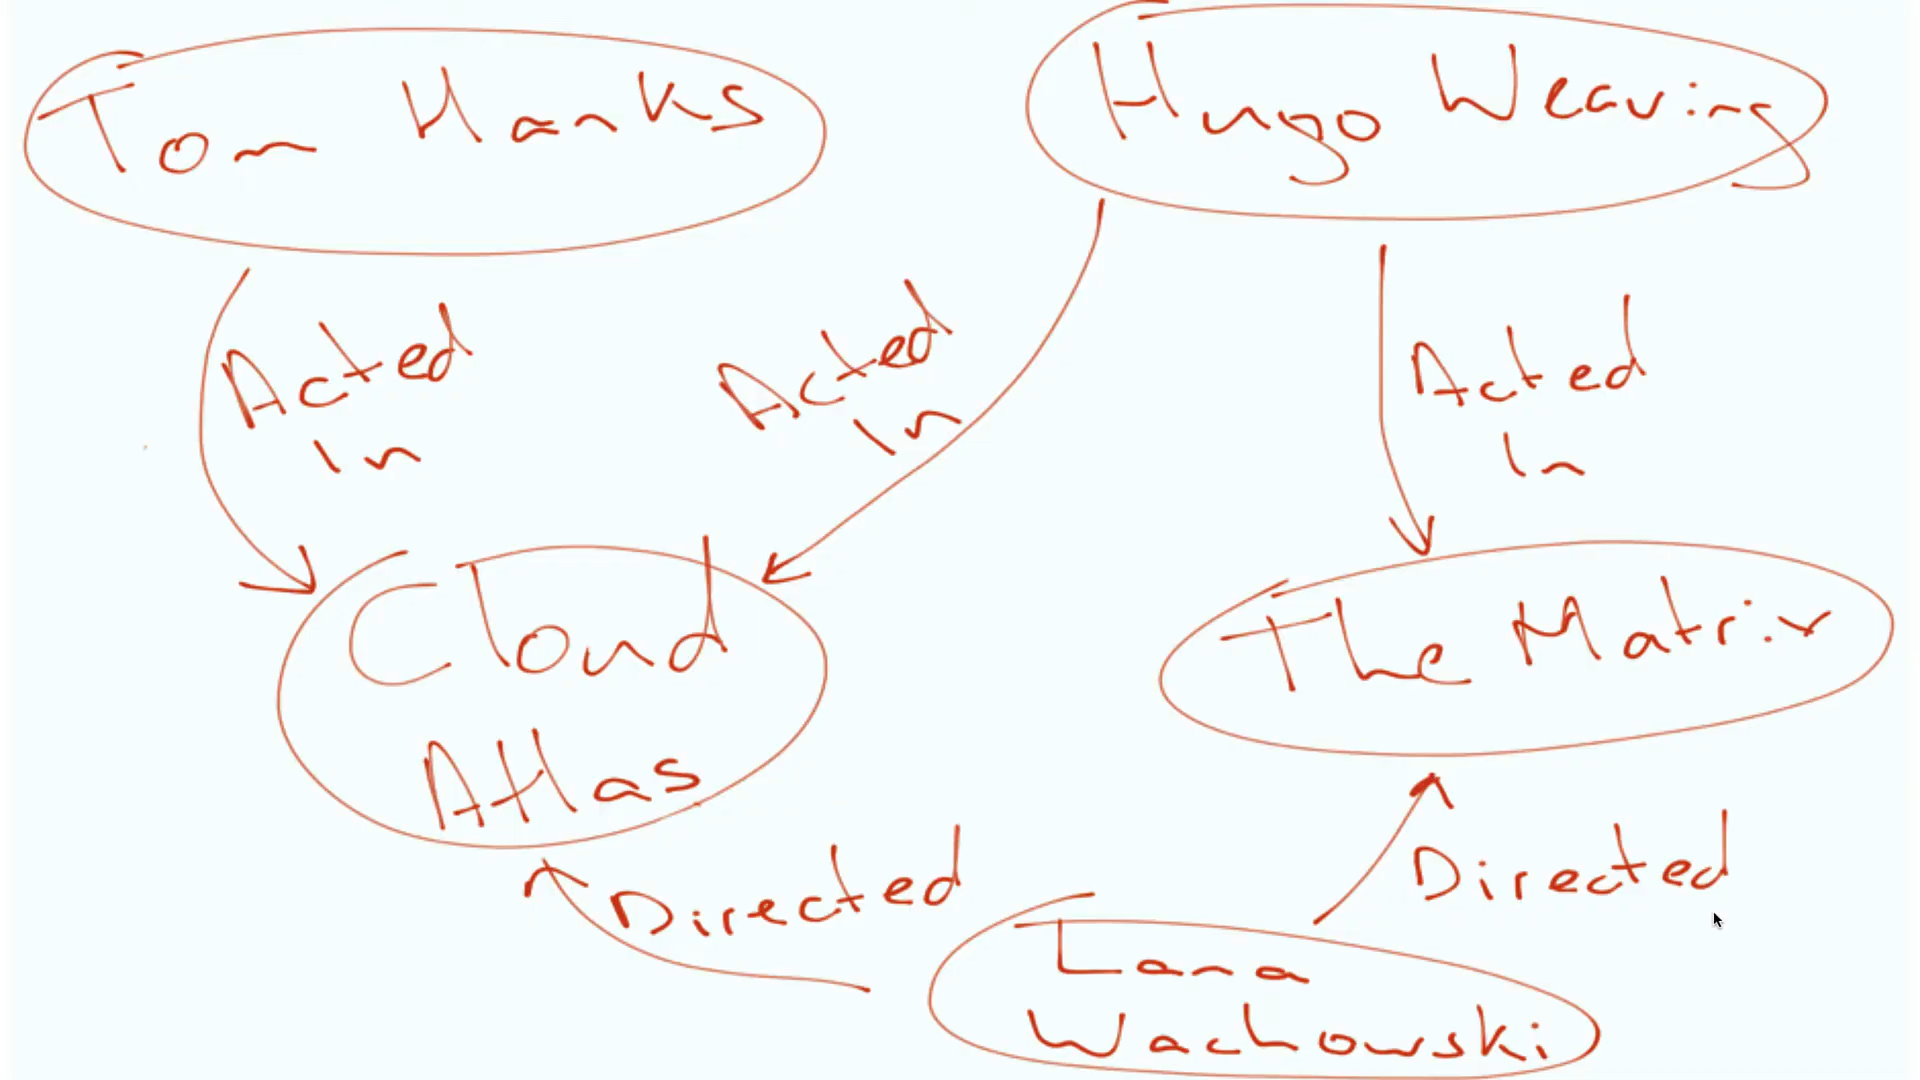 Tom Hanks
Hugo Weaving
Acted
In
Acted
In
Acted
In
Cloud
Atlas
The Matrix
Directed
Directed
Lana
Wachowski